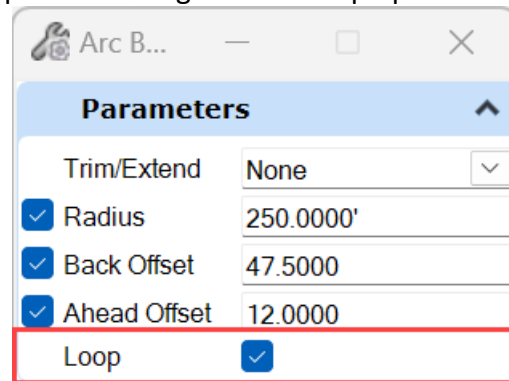 Arc B...
Parameters
Trim/Extend None
Radius 250.0000'
Back Offset 47.5000
Ahead Offset 12.0000
Loop